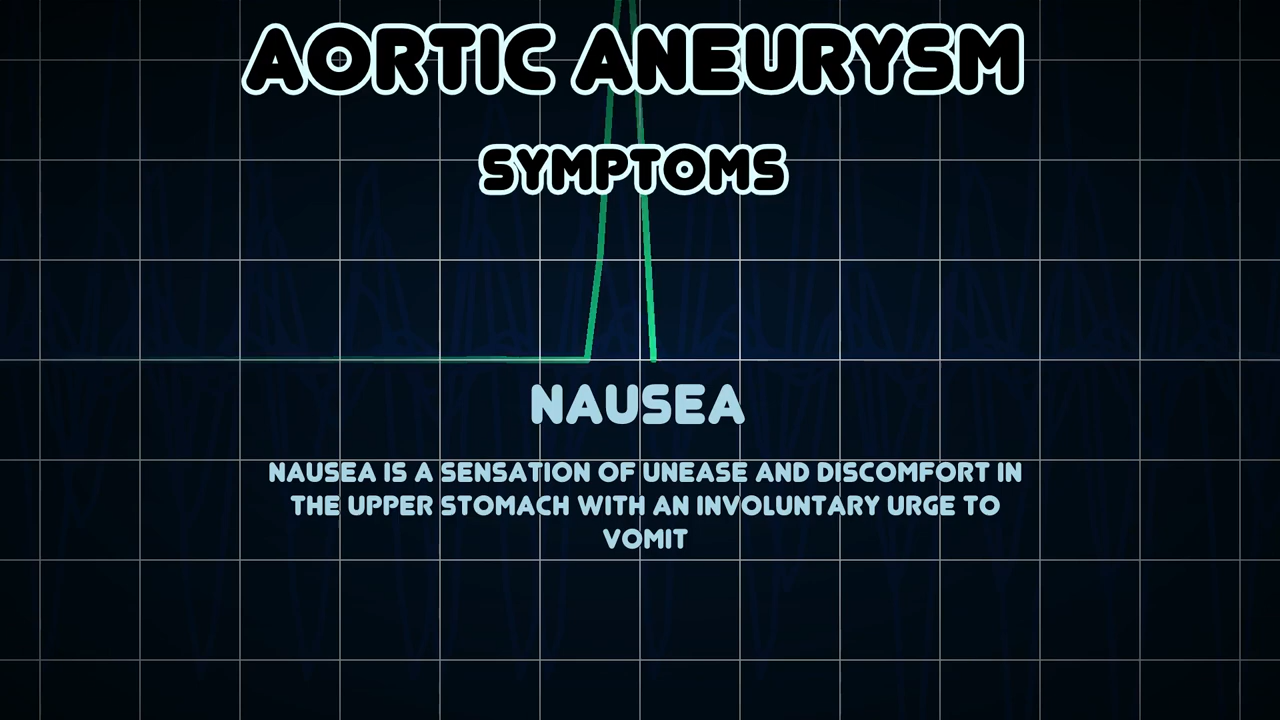 AORTIC ANEURYSM
SYMPTOMS
NAUSEA
NAUSEA IS A SENSATION OF UNEASE AND DISCOMFORT IN
THE UPPER STOMACH WITH AN INVOLUNTARY URGE TO
VOMIT